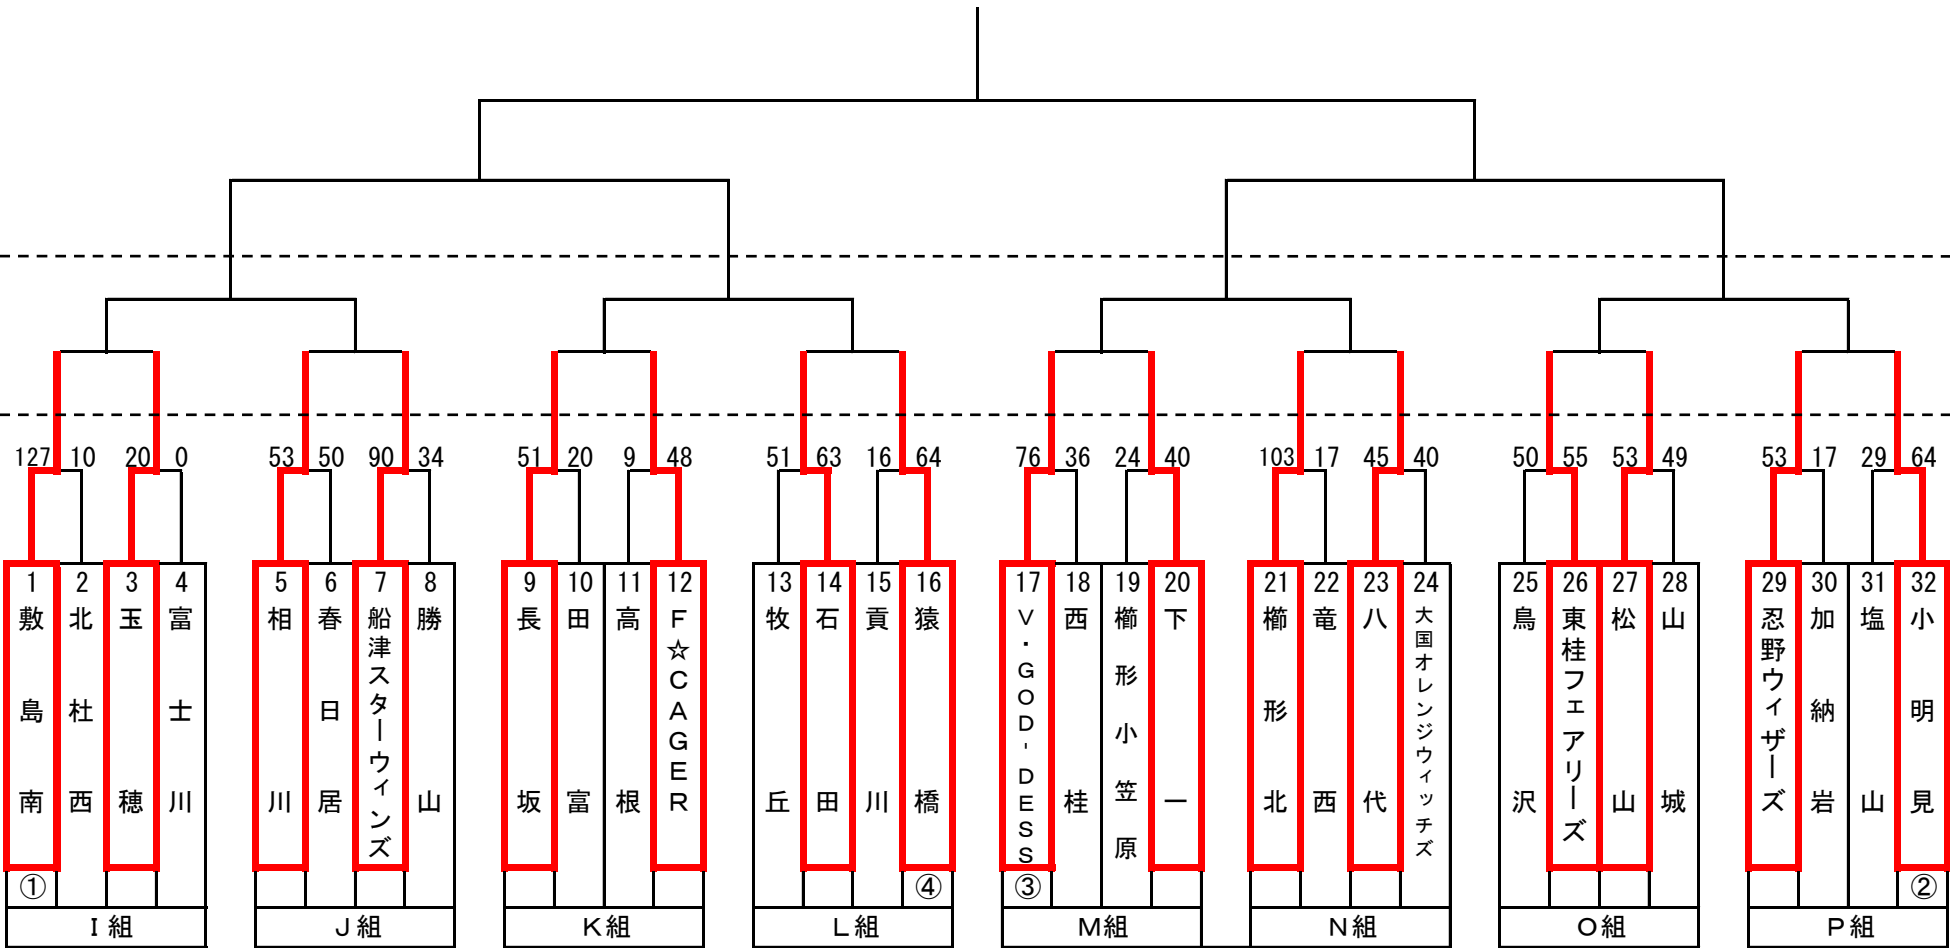 127 10 20 0 53 50 90 34 51 20 9 48 51 63 16 64 76 36 24 40 103 17 45 40 50 55 53 49 53 17 29 64
1 敷島南
2 北杜西
3 玉穂
4 富士川
5 相川
6 春日居
7 船津スターウィンズ
8 勝山
9 長坂
10 田富
11 高根
12 F☆CAGER
13 牧丘
14 石田
15 貢川
16 猿橋
17 V・GOD'DESS
18 西桂
19 櫛形小笠原
20 下一
21 櫛形北
22 竜西
23 八代
24 大国オレンジウィッチズ
25 鳥沢
26 東桂フェアリーズ
27 松山
28 山城
29 忍野ウィザーズ
30 加納岩
31 塩山
32 小明見
① ④ ③ ②
I組 J組 K組 L組 M組 N組 O組 P組